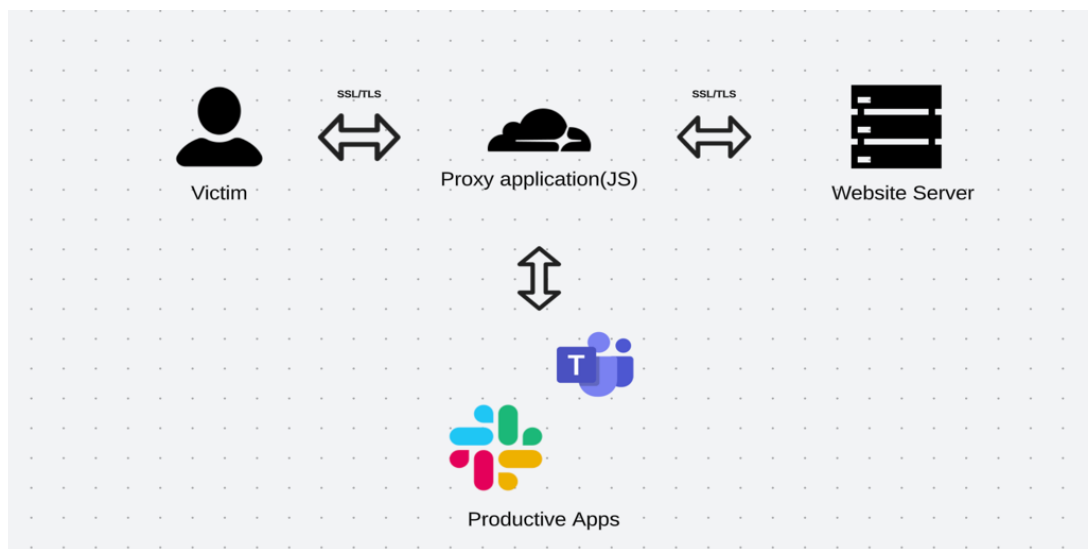 SSL/TLS
SSL/TLS
Victim
Proxy application(JS)
Website Server
T
Productive Apps